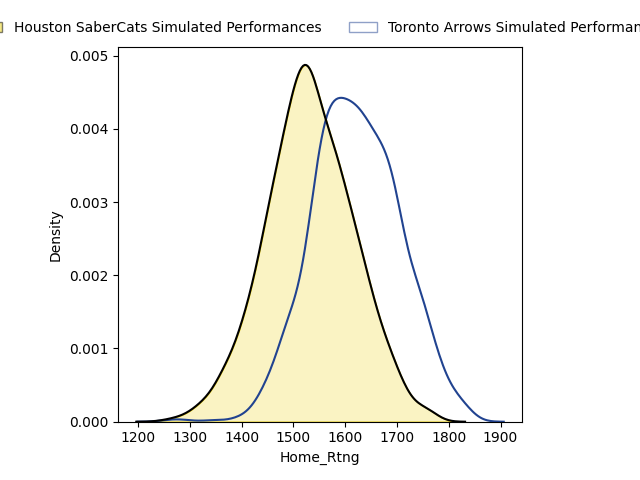 Houston SaberCats Simulated Performances
Toronto Arrows Simulated
0.005
0.004
0.003
0.002
0.001
0.000
Density
1200 1300 1400 1500 1600 1700 1800 1900
Home_Rtng